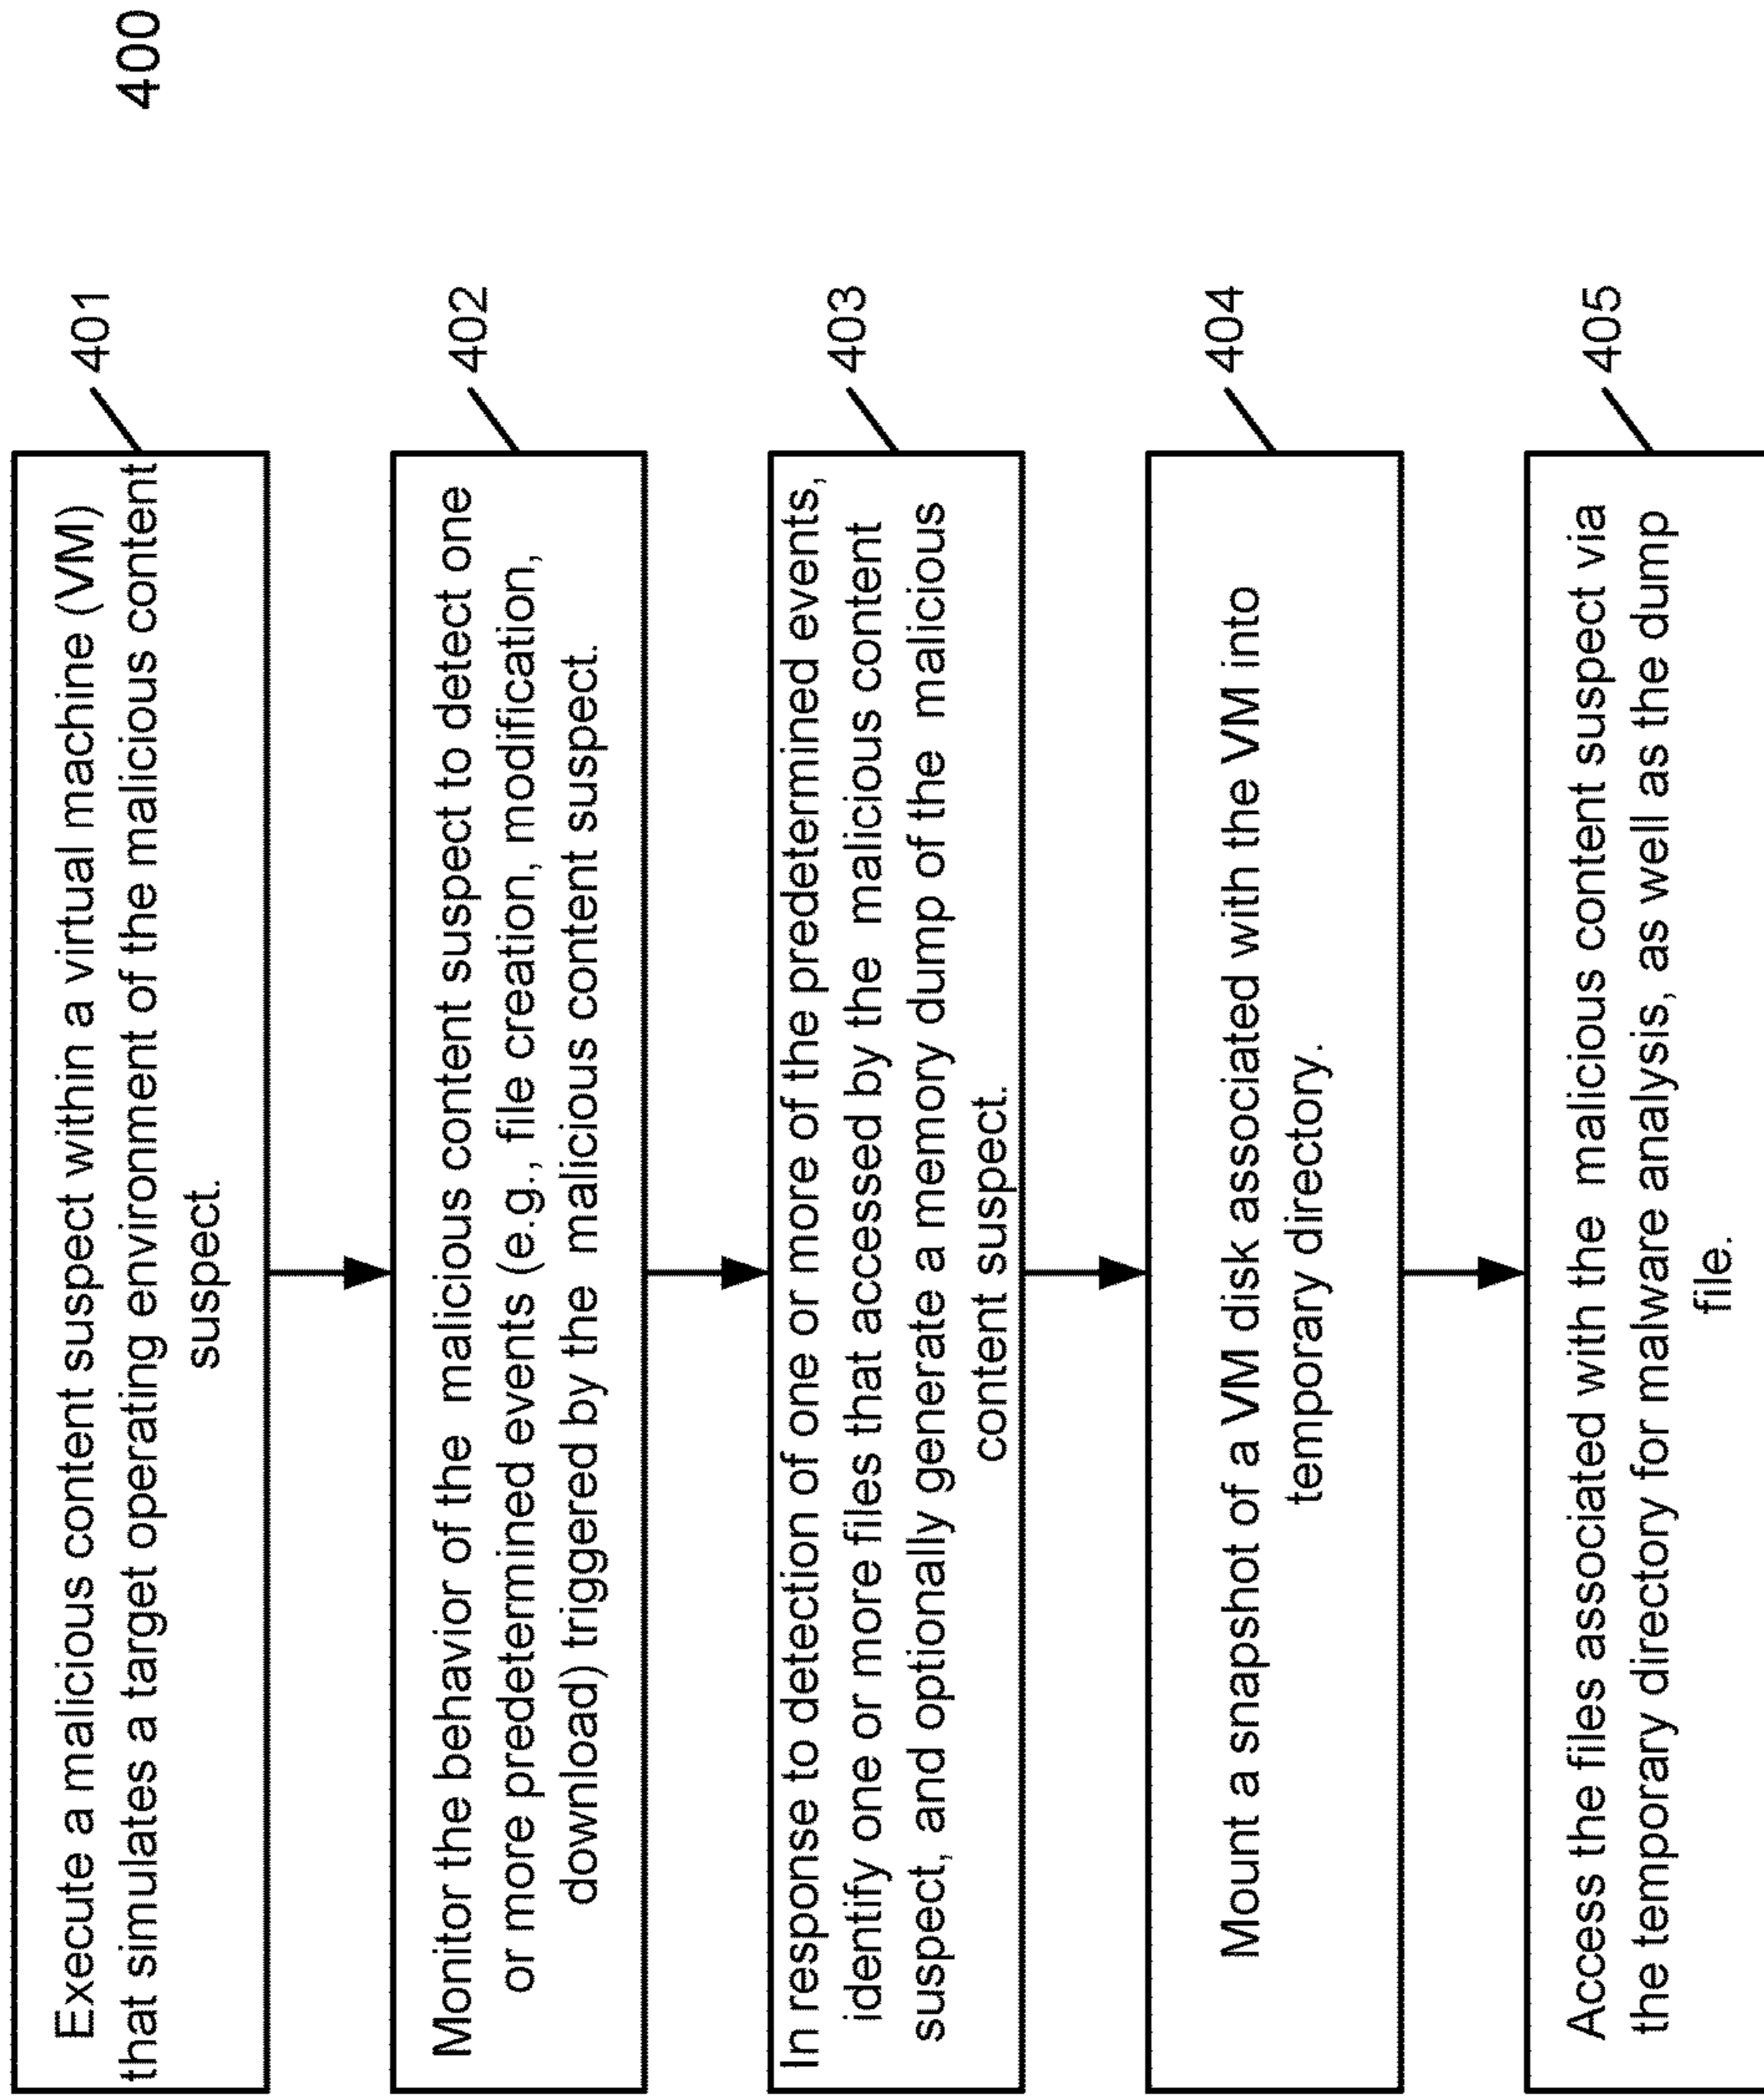 400
Execute a malicious content suspect within a virtual machine (VM)
that simulates a target operating environment of the malicious content
suspect.
401
Monitor the behavior of the malicious content suspect to detect one
or more predetermined events (e.g., file creation, modification,
download) triggered by the malicious content suspect.
402
In response to detection of one or more of the predetermined events,
identify one or more files that accessed by the malicious content
suspect, and optionally generate a memory dump of the malicious
content suspect.
403
Mount a snapshot of a VM disk associated with the VM into
temporary directory.
404
Access the files associated with the malicious content suspect via
the temporary directory for malware analysis, as well as the dump
file.
405